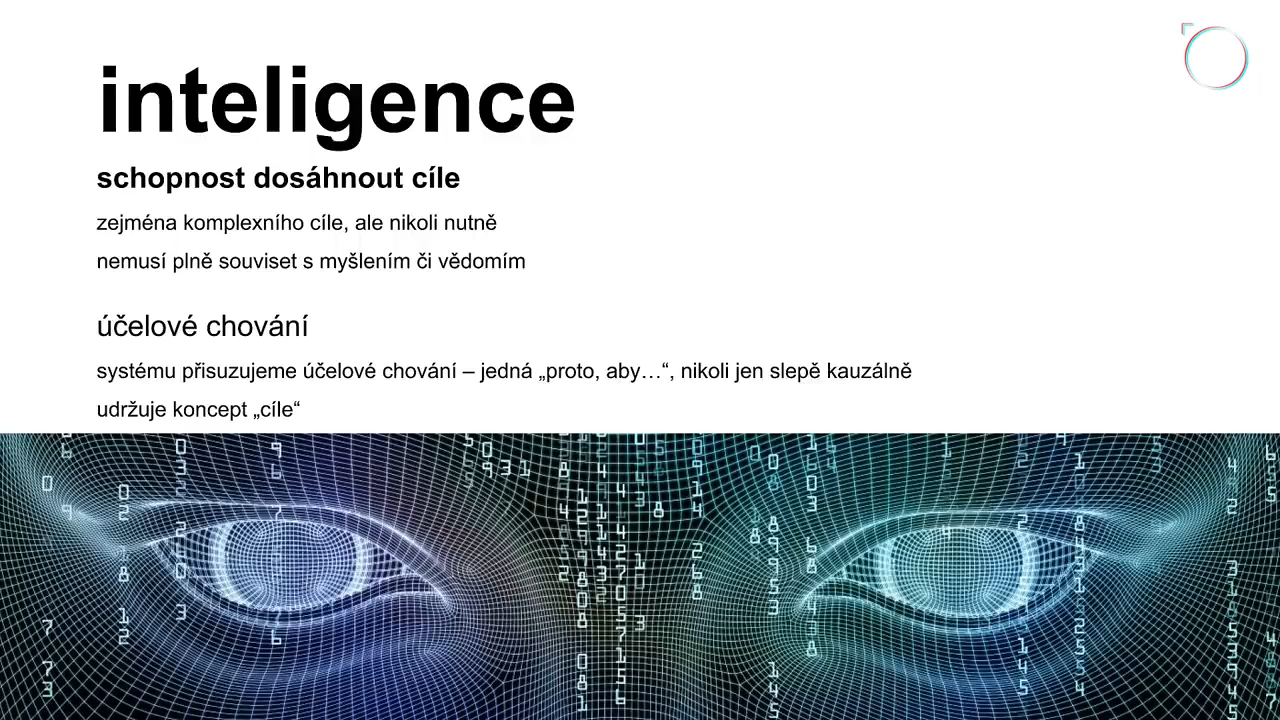 inteligence
schopnost dosáhnout cíle
zejména komplexního cíle, ale nikoli nutně
nemusí plně souviset s myšlením či vědomím
účelové chování
systému přisuzujeme účelové chování – jedná „proto, aby…“, nikoli jen slepě kauzálně
udržuje koncept „cíle“